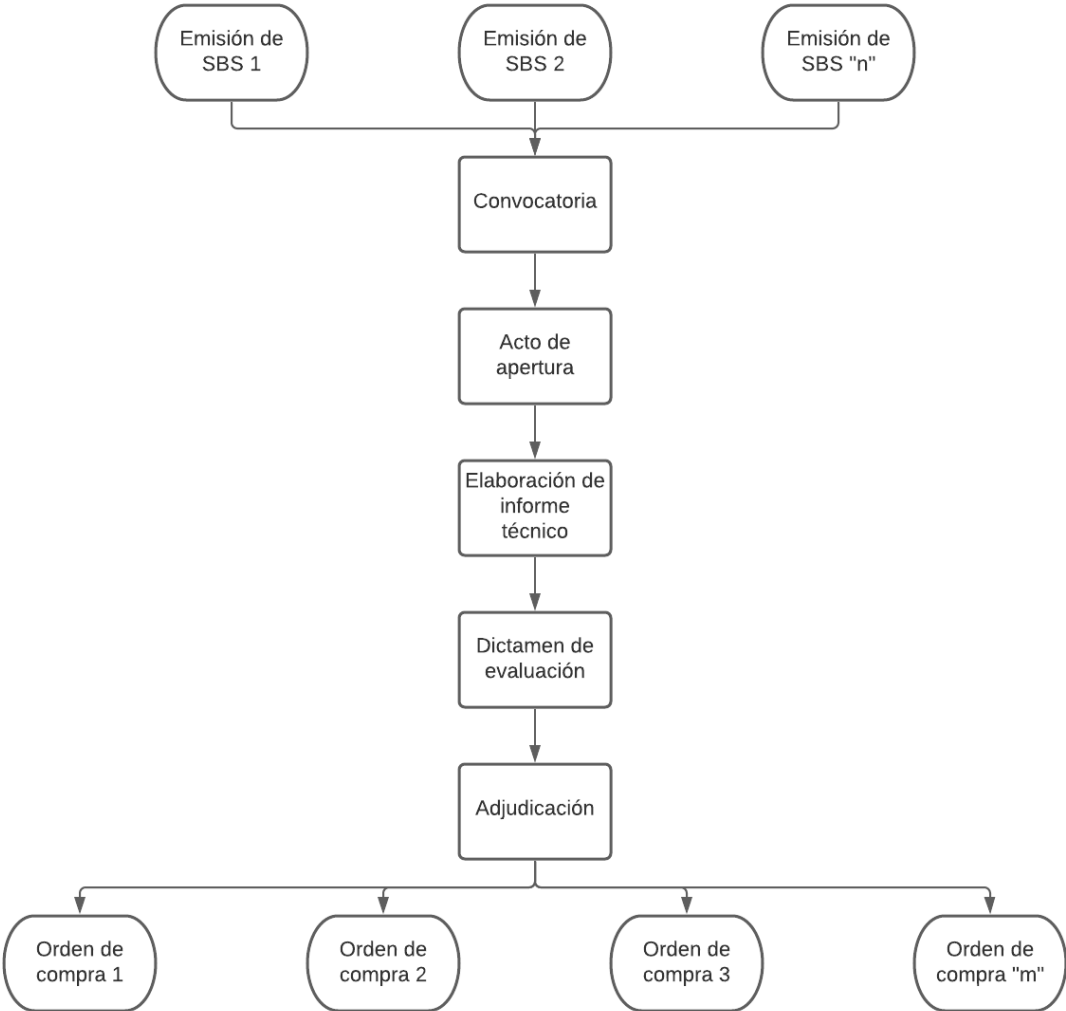 Emisión de
SBS 1
Emisión de
SBS 2
Emisión de
SBS "n"
Convocatoria
Acto de
apertura
Elaboración de
informe
técnico
Dictamen de
evaluación
Adjudicación
Orden de
compra 1
Orden de
compra 2
Orden de
compra 3
Orden de
compra "m"